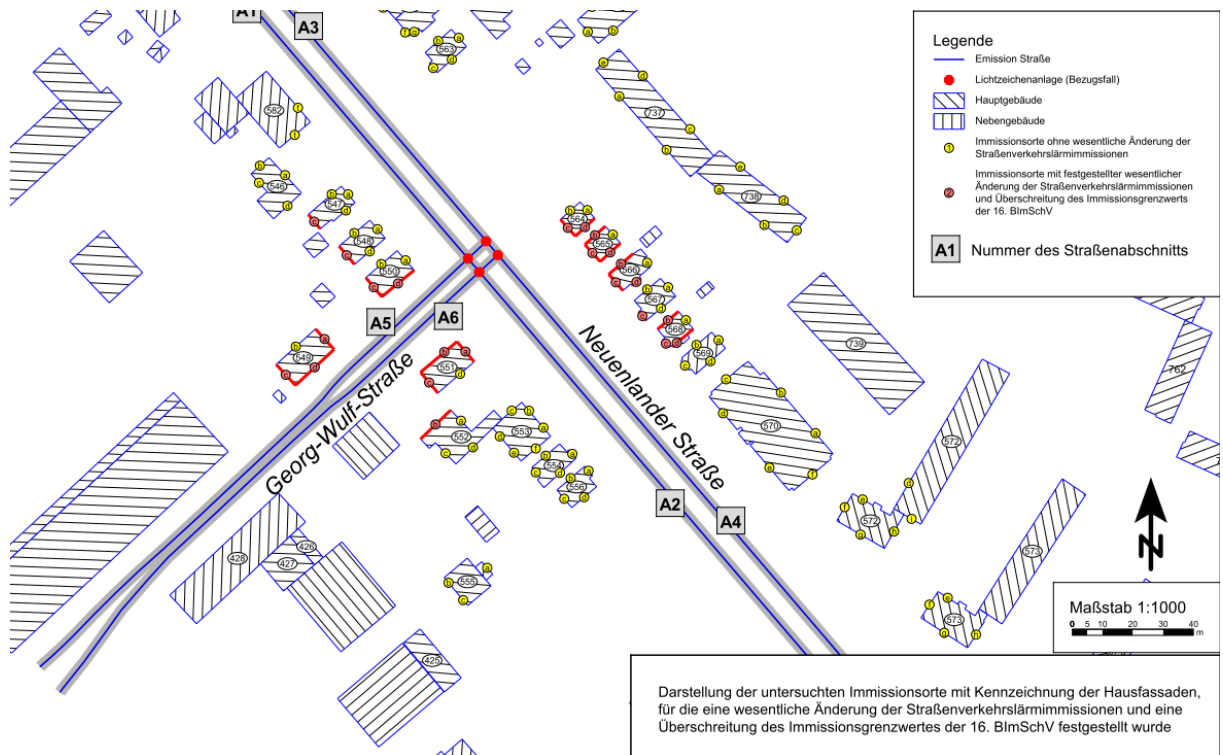 A1
A3
Legende
Emission Straße
Lichtzeichenanlage (Bezugsfall)
Hauptgebäude
Nebengebäude
1 Immissionsorte ohne wesentliche Änderung der
Straßenverkehrslärmimmissionen
2 Immissionsorte mit festgestellter wesentlicher
Änderung der Straßenverkehrslärmimmissionen
und Überschreitung des Immissionsgrenzwerts
der 16. BImSchV
A1 Nummer des Straßenabschnitts
f g
a b
b a
563
c d
a d
a
737
c
b
582
e
a
738
d
b c
b a
546
c d
b a
547
c d
b a
548
c d
b a
550
c d
b a
564
c d
b a
565
c d
b a
566
c d
b a
567
c d
b a
568
c d
b a
569
c d
A5
A6
b a
549
c d
b a
551
c d
Neuenlander Straße
Georg-Wulf-Straße
739
762
c b
d
570
a
e f
b a
552
c d
c b
553
d a
e f
b a
554
c d
a
556
c d
572
d
f e
572
g h
A2
A4
428
426
427
a
b
555
c
573
f e
573
g h
425
N
Maßstab 1:1000
0 5 10 20 30 40
m
Darstellung der untersuchten Immissionsorte mit Kennzeichnung der Hausfassaden,
für die eine wesentliche Änderung der Straßenverkehrslärmimmissionen und eine
Überschreitung des Immissionsgrenzwertes der 16. BImSchV festgestellt wurde